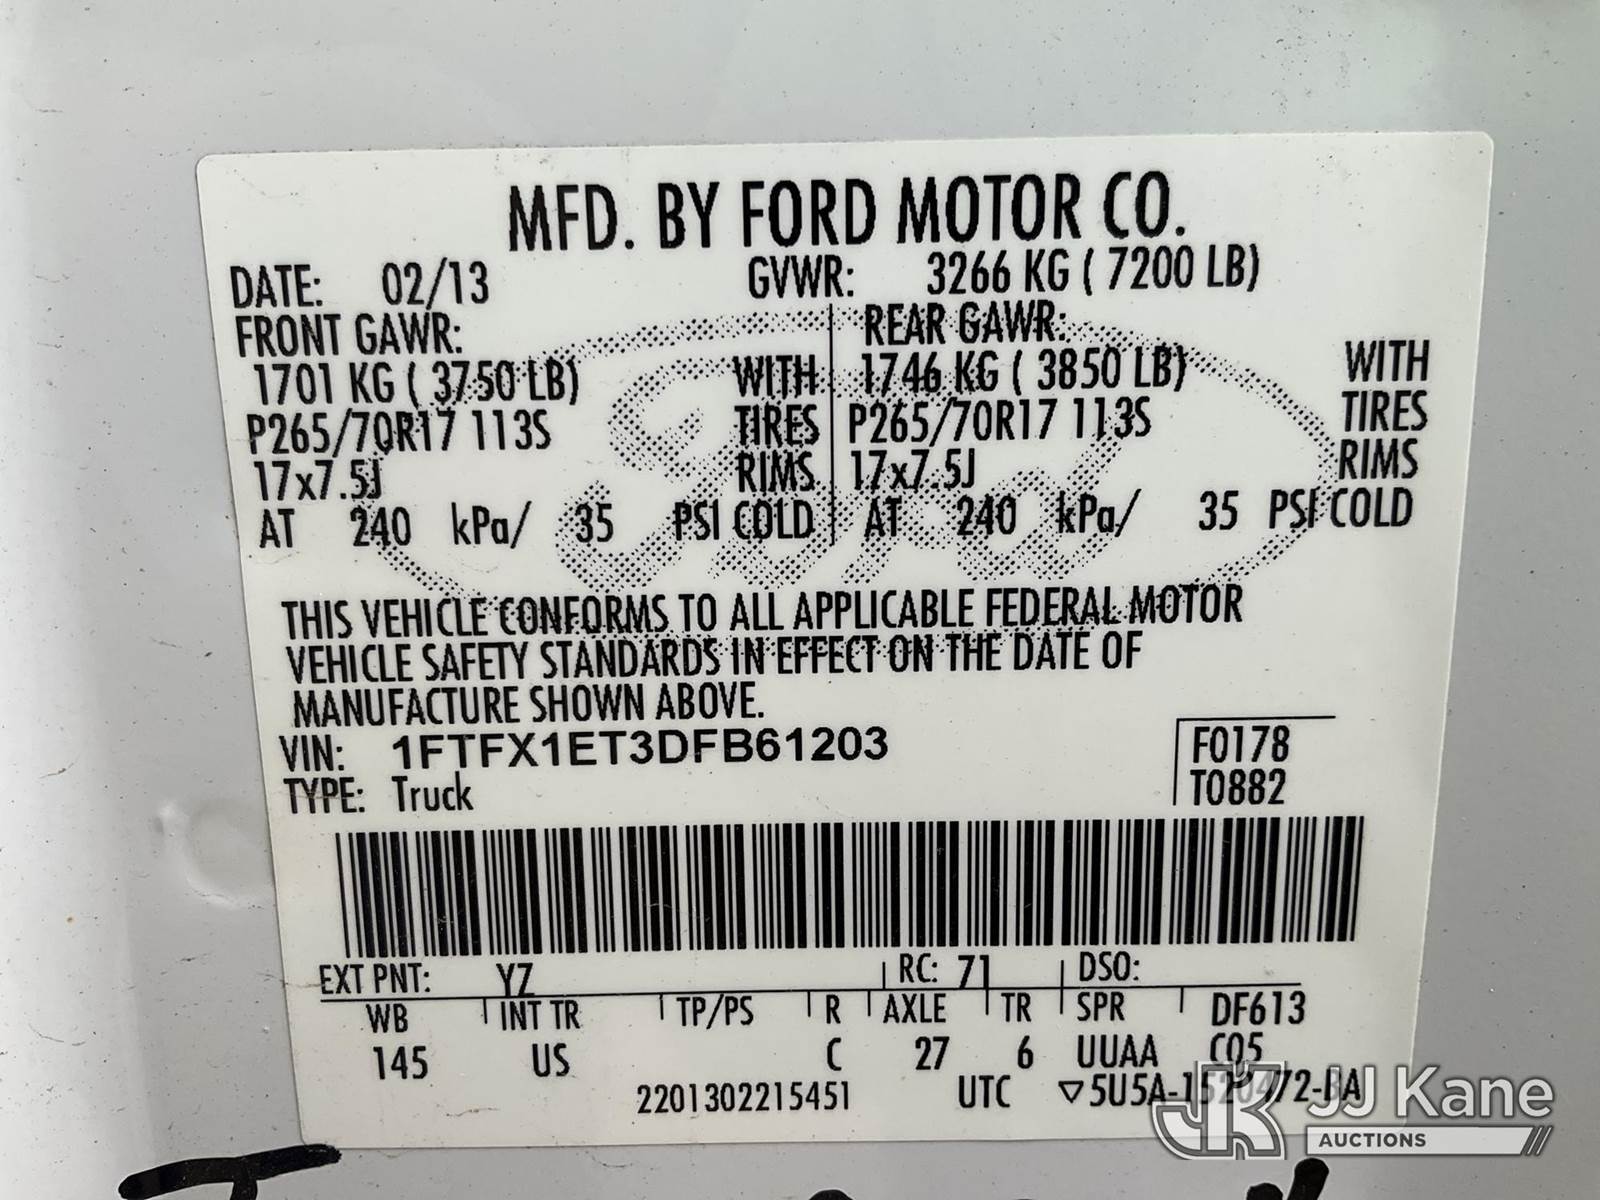 MFD. BY FORD MOTOR CO.
DATE: 02/13 GVWR: 3266 KG ( 7200 LB)
FRONT GAWR: REAR GAWR:
1701 KG ( 3750 LB) WITH 1746 KG ( 3850 LB) WITH
P265/70R17 113S TIRES P265/70R17 113S TIRES
17x7.5J RIMS 17x7.5J RIMS
AT 240 kPa/ 35 PSI COLD AT 240 kPa/ 35 PSI COLD
THIS VEHICLE CONFORMS TO ALL APPLICABLE FEDERAL MOTOR
VEHICLE SAFETY STANDARDS IN EFFECT ON THE DATE OF
MANUFACTURE SHOWN ABOVE.
VIN: 1FTFX1ET3DFB61203 F0178
TYPE: Truck T0882
EXT PNT: YZ RC: 71 DSO:
WB INT TR TP/PS R AXLE TR SPR DF613
145 US C 27 6 UUAA C05
2201302215451 UTC
JJ Kane
AUCTIONS